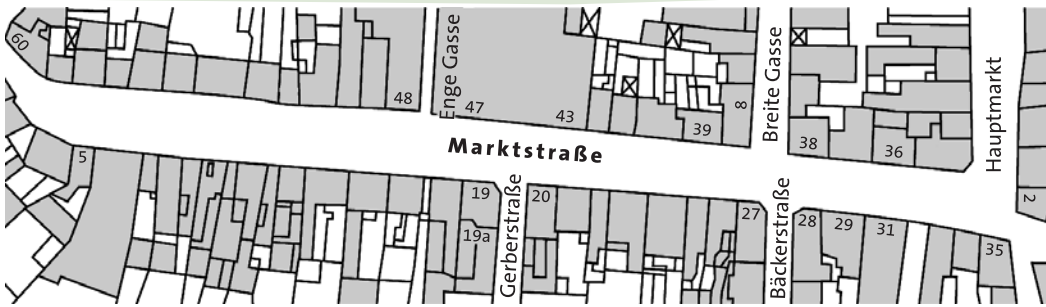 60
48
Enge Gasse
47
43
39
8
Breite Gasse
38
36
Hauptmarkt
2
Marktstraße
5
19
19a
Gerberstraße
20
27
Bäckerstraße
28
29
31
35